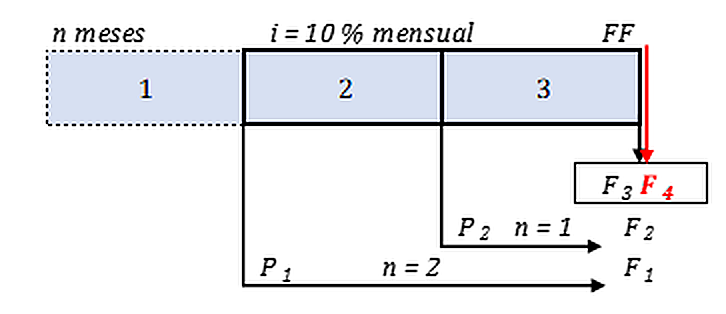 n meses i = 10 % mensual FF
1 2 3
F3 F4
P2 n = 1 F2
P1 n = 2 F1